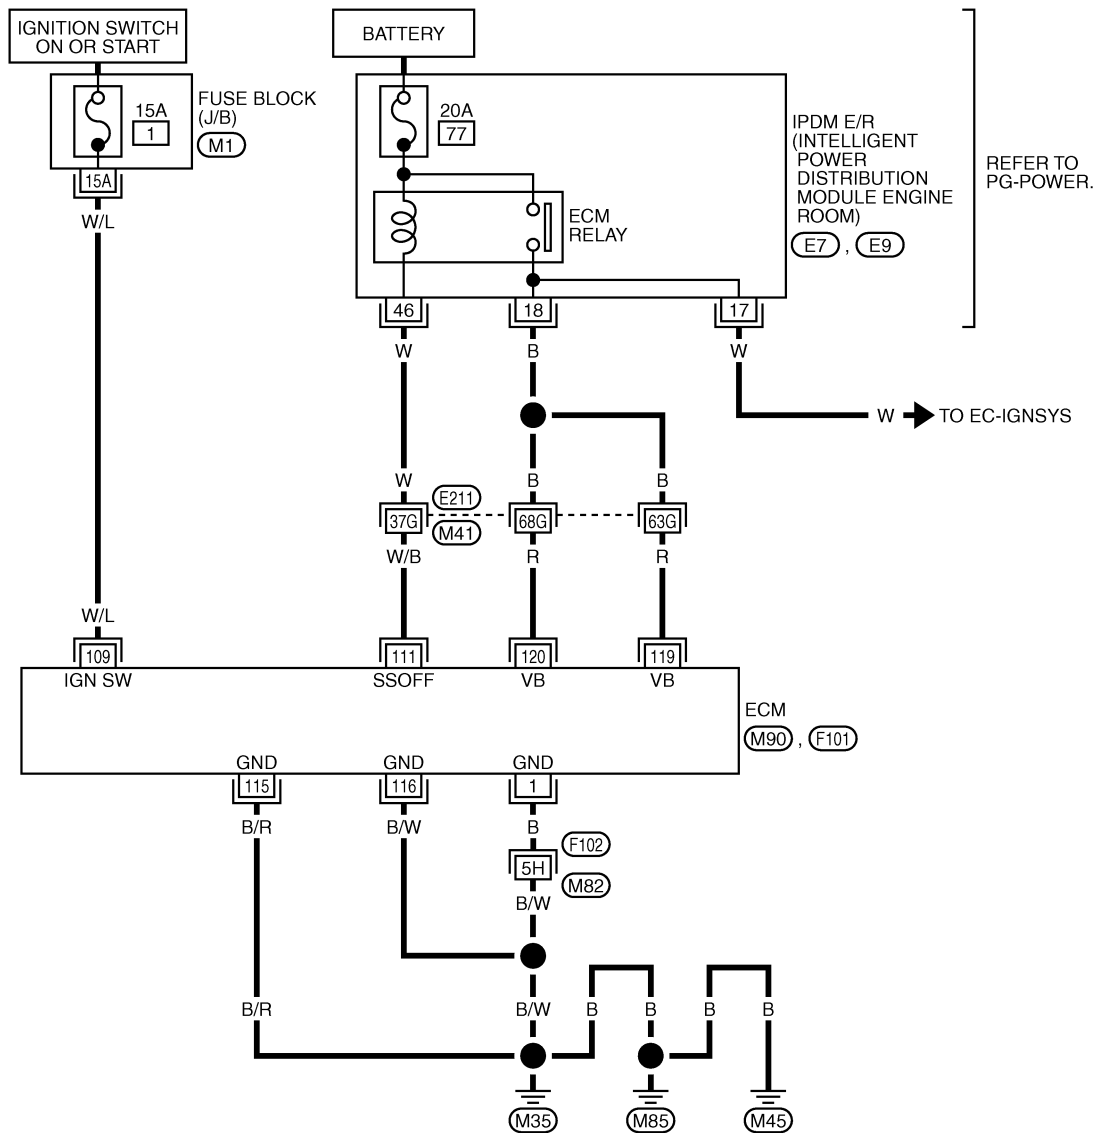 IGNITION SWITCH
ON OR START
BATTERY
15A
1
FUSE BLOCK
(J/B)
M1
20A
77
IPDM E/R
(INTELLIGENT
POWER
DISTRIBUTION
MODULE ENGINE
ROOM)
E7 , E9
REFER TO
PG-POWER.
15A
W/L
ECM
RELAY
46
18
17
W
B
W
W
TO EC-IGNSYS
W
B
B
E211
37G
68G
63G
M41
W/B
R
R
W/L
109
111
120
119
IGN SW
SSOFF
VB
VB
ECM
M90 , F101
GND
GND
GND
115
116
1
B/R
B/W
B
F102
5H
M82
B/W
B/R
B/W
B
B
B
B
M35
M85
M45